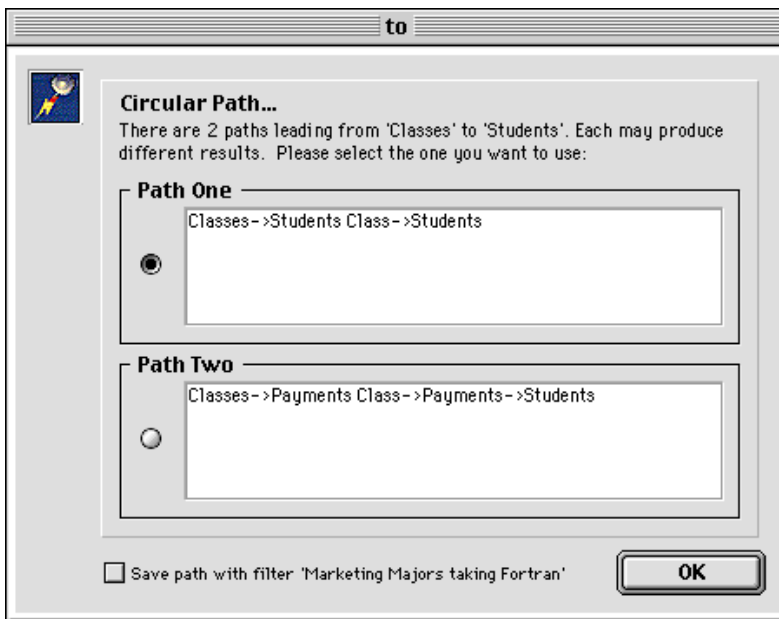 to
Circular Path...
There are 2 paths leading from 'Classes' to 'Students'. Each may produce
different results. Please select the one you want to use:
Path One
Classes->Students Class->Students
Path Two
Classes->Payments Class->Payments->Students
Save path with filter 'Marketing Majors taking Fortran'
OK